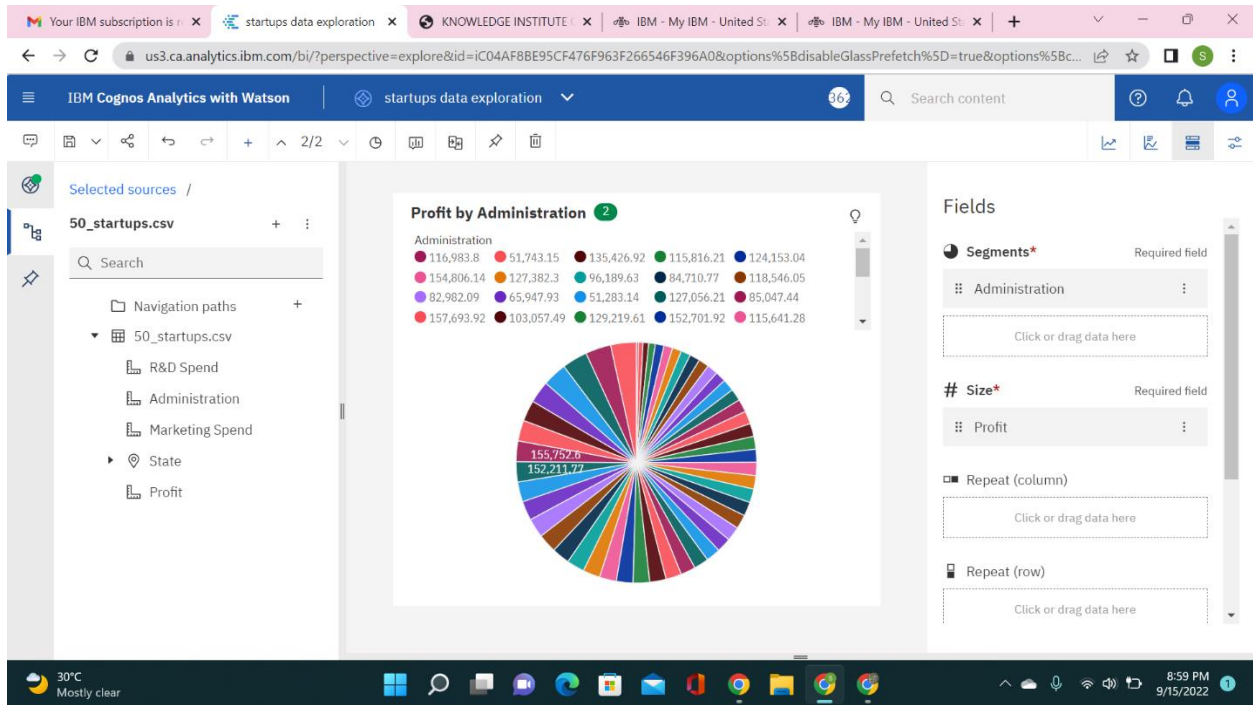 Your IBM subscription is r
startups data exploration
KNOWLEDGE INSTITUTE
IBM - My IBM - United St
IBM - My IBM - United St
us3.ca.analytics.ibm.com/bi/?perspective=explore&id=iC04AF8BE95CF476F963F266546F396A0&options%5BdisableGlassPrefetch%5D=true&options%5Bc...
S
IBM Cognos Analytics with Watson
startups data exploration
362
Search content
2/2
Selected sources /
50_startups.csv
Search
Navigation paths
50_startups.csv
R&D Spend
Administration
Marketing Spend
State
Profit
Profit by Administration 2
Administration
116,983.8 51,743.15 135,426.92 115,816.21 124,153.04
154,806.14 127,382.3 96,189.63 84,710.77 118,546.05
82,982.09 65,947.93 51,283.14 127,056.21 85,047.44
157,693.92 103,057.49 129,219.61 152,701.92 115,641.28
155,752.6
152,211.77
Fields
Segments* Required field
Administration
Click or drag data here
# Size* Required field
Profit
Repeat (column)
Click or drag data here
Repeat (row)
Click or drag data here
30°C
Mostly clear
8:59 PM
9/15/2022
1